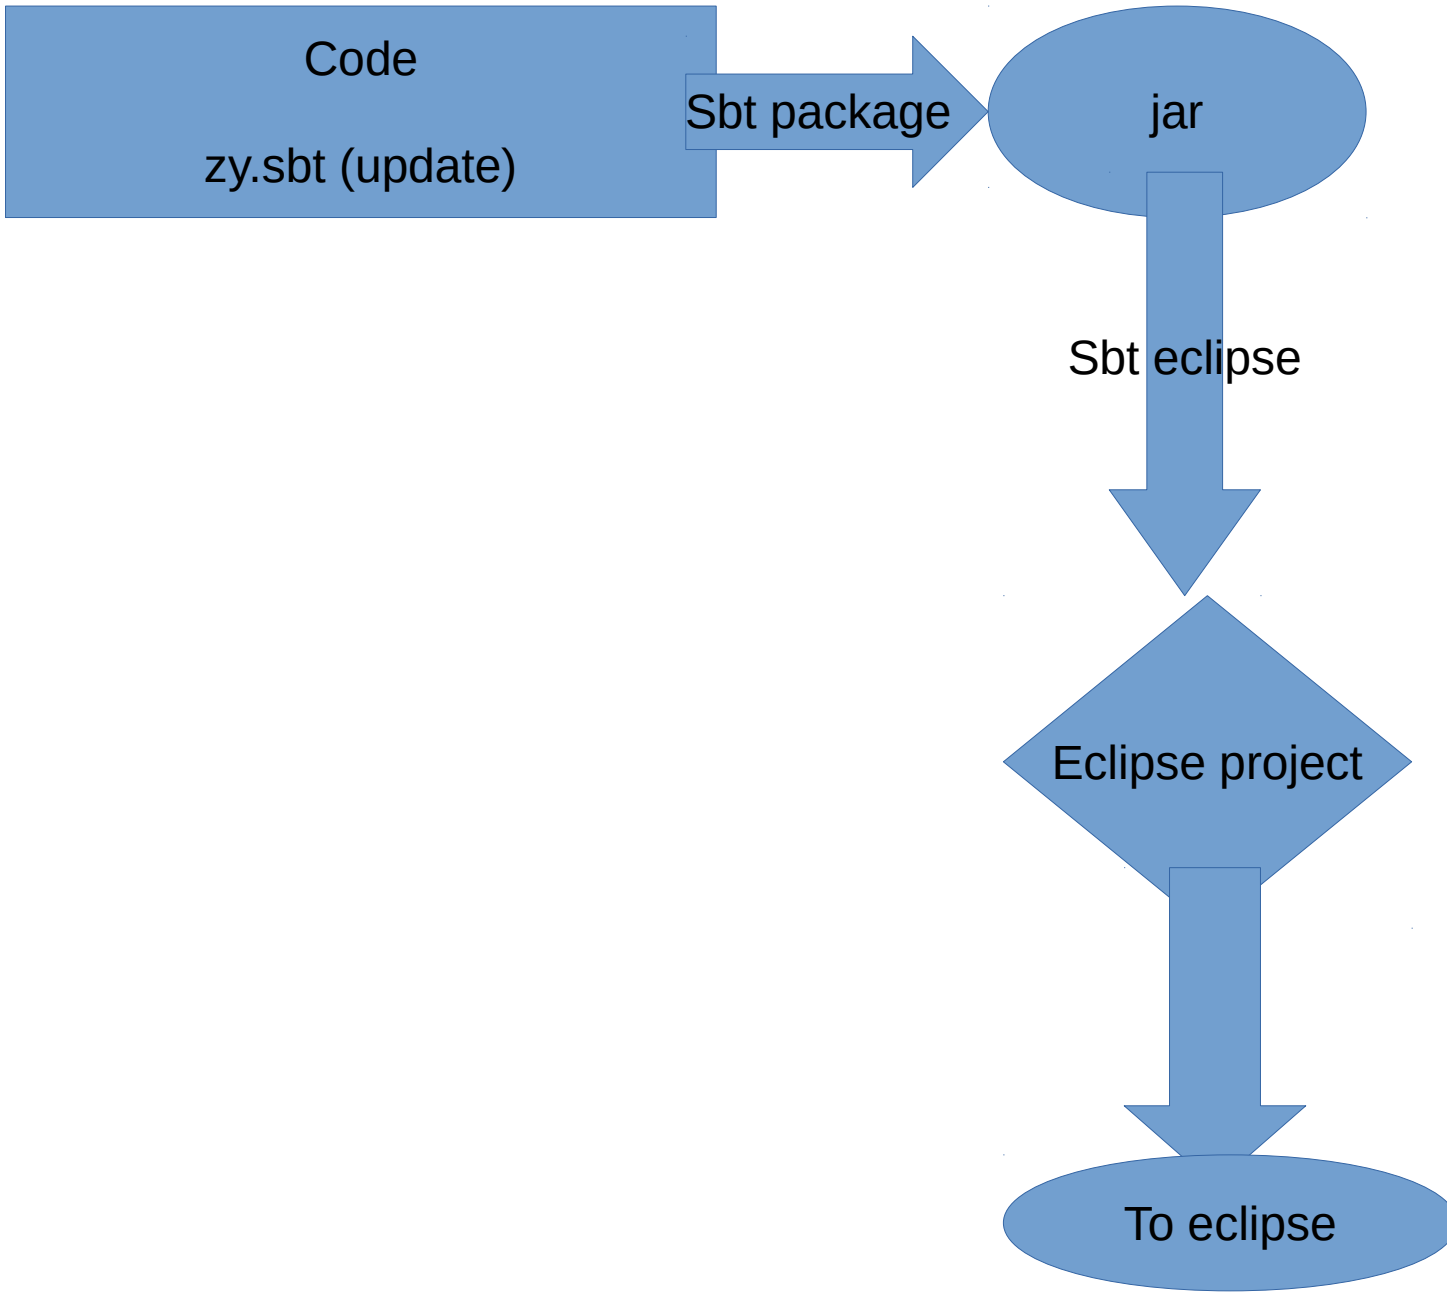 Code
zy.sbt (update)
Sbt package
jar
Sbt eclipse
Eclipse project
To eclipse